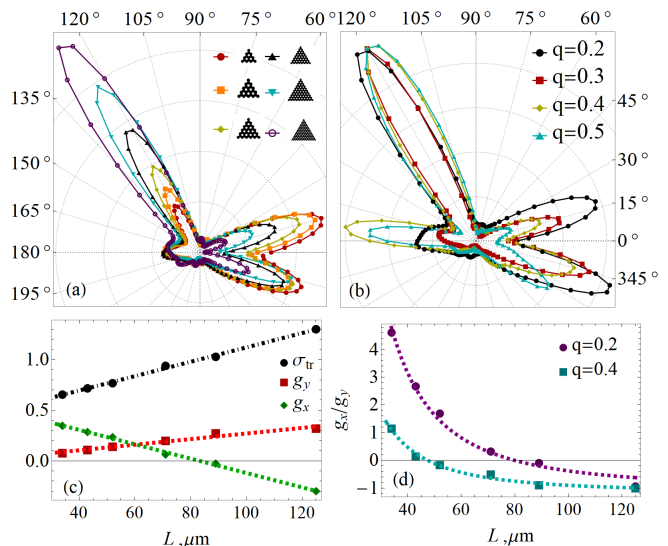 120° 105° 90° 75° 60°
135°
150°
165°
180°
195°
(a)
120° 105° 90° 75° 60°
q=0.2
q=0.3
q=0.4
q=0.5
45°
30°
15°
0°
345°
(b)
1.0
0.5
0.0
σtr
gy
gx
(c)
40 60 80 100 120
L ,μm
gx/gy
4
3
2
1
0
−1
q=0.2
q=0.4
(d)
40 60 80 100 120
L ,μm